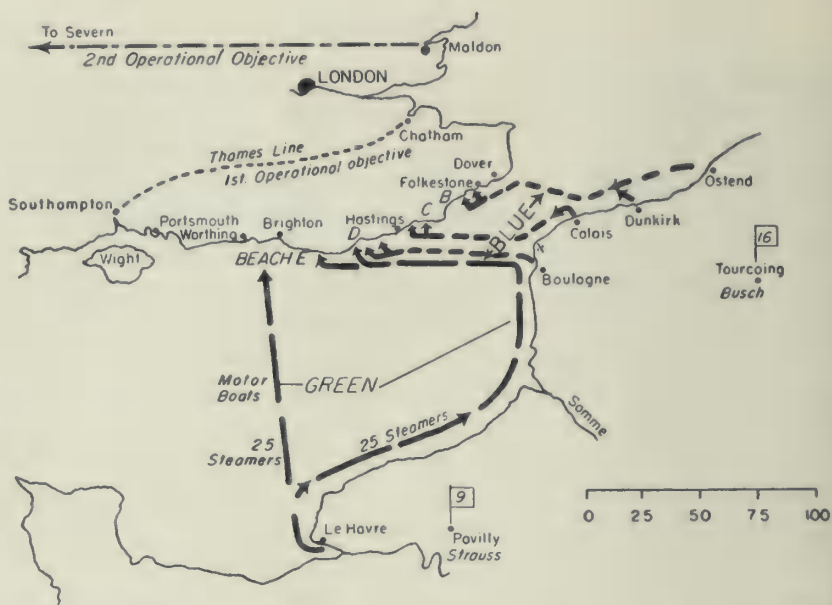 To Severn
2nd Operational Objective
Maldon
LONDON
Chatham
Thames Line
1st. Operational objective
Dover
Folkestone
B
Ostend
Southampton
Portsmouth
Worthing
Brighton
Hastings
C
D
BLUE
Calais
Dunkirk
16
Wight
BEACH E
Boulogne
Tourcoing
Busch
Motor
Boats
GREEN
Somme
25
Steamers
25 Steamers
9
Le Havre
Pavilly
Strauss
0 25 50 75 100